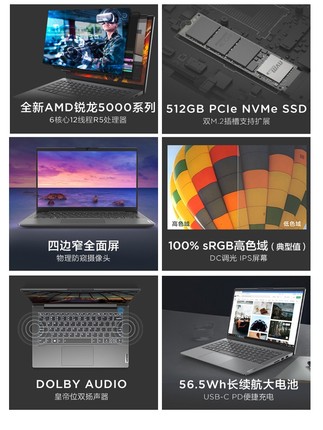 全新AMD锐龙5000系列
6核心12线程R5处理器
512GB PCIe NVMe SSD
双M.2插槽支持扩展
四边窄全面屏
物理防窥摄像头
高色域
低色域
100% sRGB高色域（典型值）
DC调光 IPS屏幕
DOLBY AUDIO
皇帝位双扬声器
56.5Wh长续航大电池
USB-C PD便捷充电